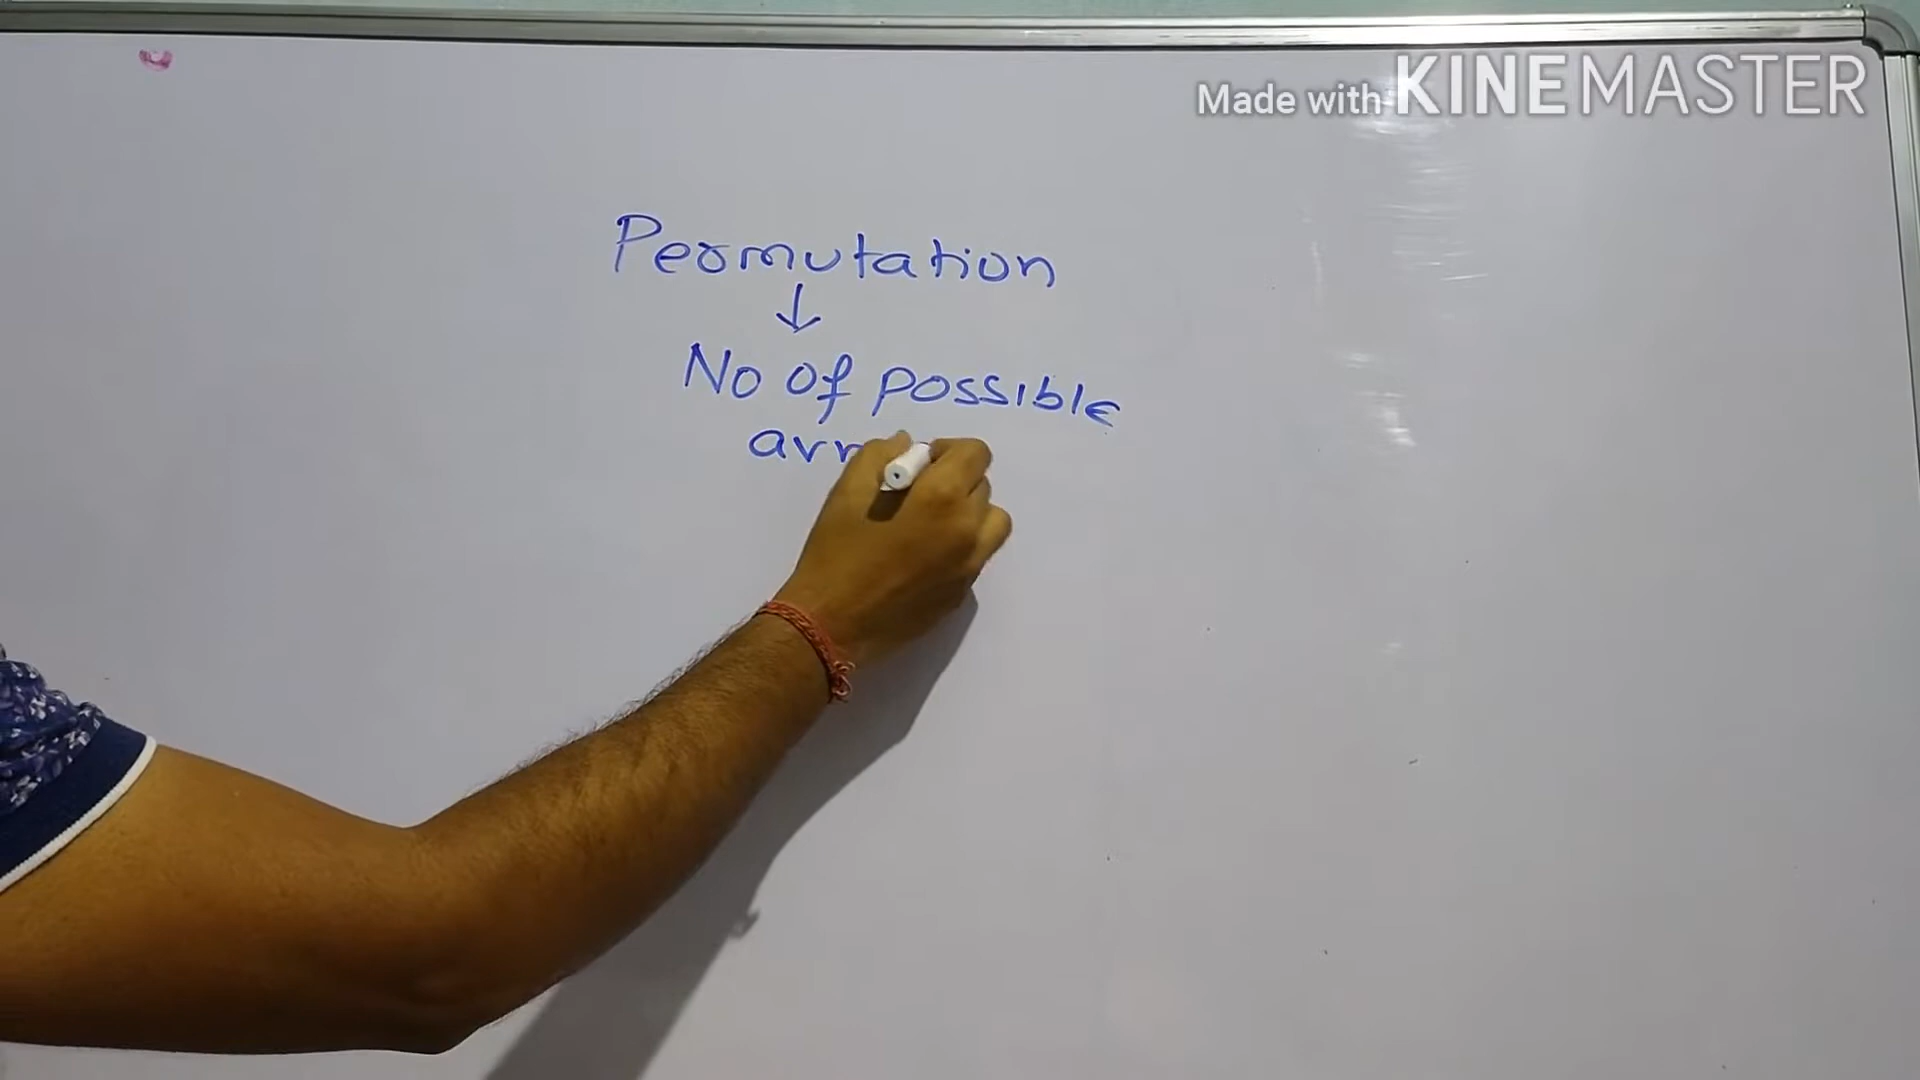 Made with KINEMASTER
Permutation
↓
No of possible
arr